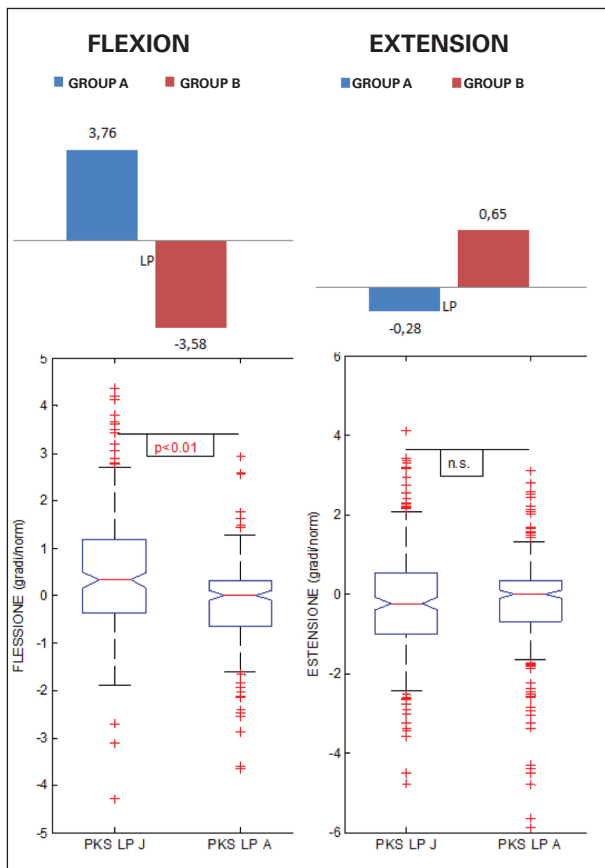 FLEXION
EXTENSION
GROUP A GROUP B
GROUP A GROUP B
3,76
LP
-3,58
0,65
LP
-0,28
5
4
3
2
1
0
-1
-2
-3
-4
-5
FLESSIONE (gradi/norm)
p<0.01
PKS LP J PKS LP A
6
4
2
0
-2
-4
-6
ESTENSIONE (gradi/norm)
n.s.
PKS LP J PKS LP A